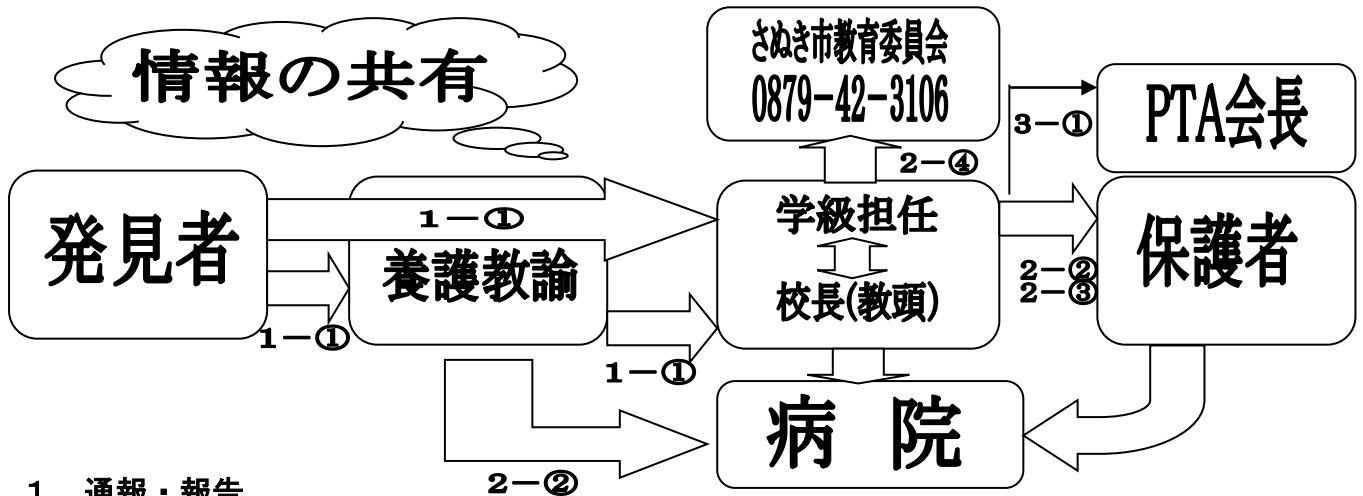 情報の共有
さぬき市教育委員会
0879-42-3106
3－①
PTA会長
2－④
発見者
1－①
養護教諭
1－①
1－①
学級担任
校長(教頭)
2－②
2－③
保護者
病 院
2－②
1 通報・報告